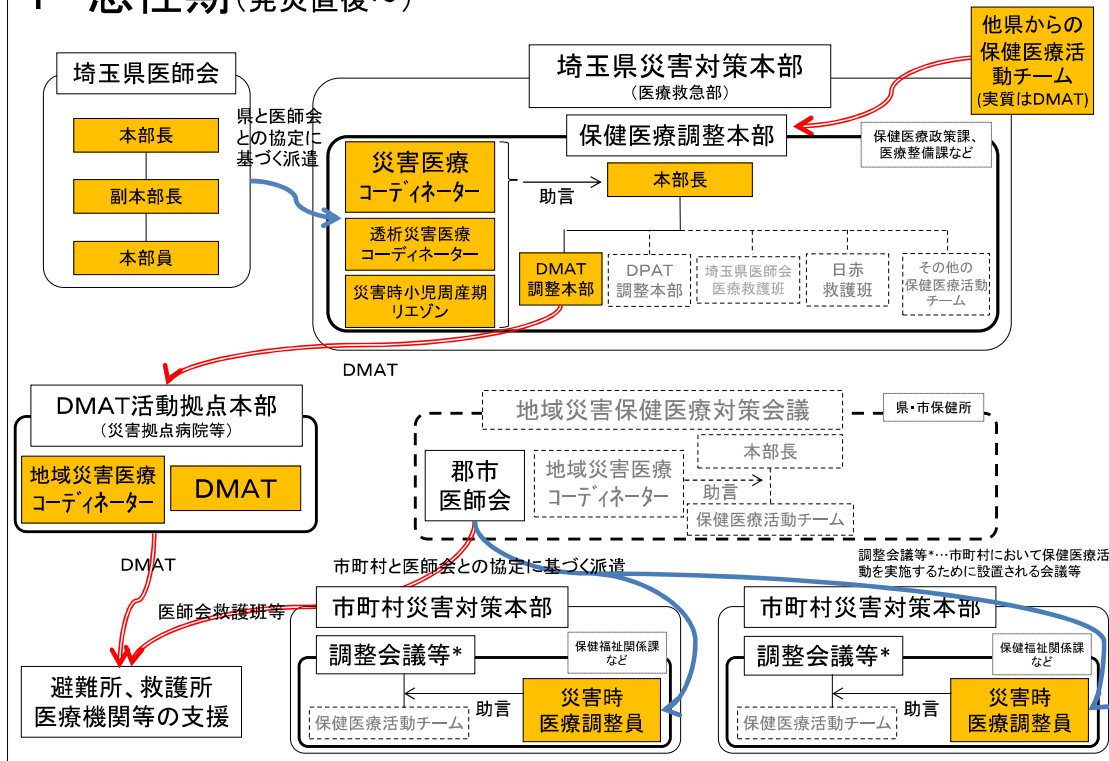 急性期(発災直後～)
埼玉県医師会
本部長
副本部長
本部員
県と医師会
との協定に
基づく派遣
埼玉県災害対策本部
(医療救急部)
他県からの
保健医療活
動チーム
(実質はDMAT)
保健医療調整本部
保健医療政策課、
医療整備課など
災害医療
コーディネーター
透析災害医療
コーディネーター
災害時小児周産期
リエゾン
助言
本部長
DMAT
調整本部
DPAT
調整本部
埼玉県医師会
医療救護班
日赤
救護班
その他の
保健医療活動
チーム
DMAT
DMAT活動拠点本部
(災害拠点病院等)
地域災害医療
コーディネーター
DMAT
地域災害保健医療対策会議
県・市保健所
郡市
医師会
地域災害医療
コーディネーター
助言
本部長
保健医療活動チーム
DMAT
市町村と医師会との協定に基づく派遣
調整会議等*…市町村において保健医療活
動を実施するために設置される会議等
医師会救護班等
避難所、救護所
医療機関等の支援
市町村災害対策本部
調整会議等*
保健福祉関係課
など
保健医療活動チーム
助言
災害時
医療調整員
市町村災害対策本部
調整会議等*
保健福祉関係課
など
保健医療活動チーム
助言
災害時
医療調整員